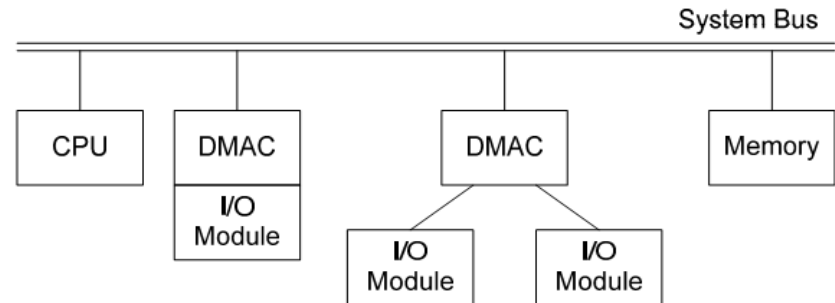 System Bus
CPU
DMAC
DMAC
Memory
I/O
Module
I/O
Module
I/O
Module